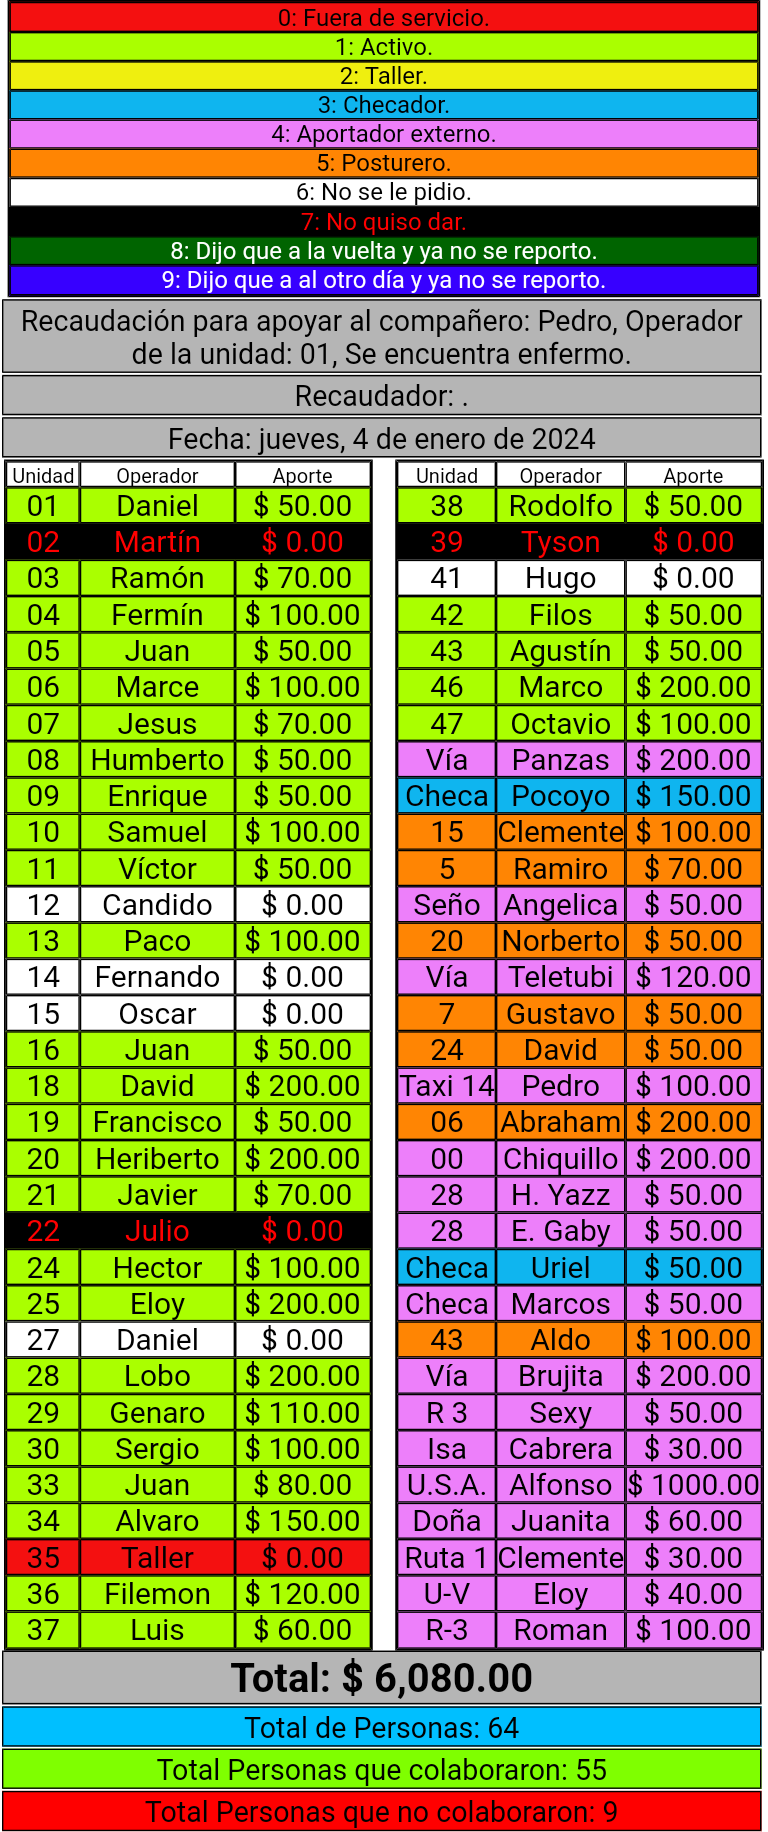 0: Fuera de servicio.
1: Activo.
2: Taller.
3: Checador.
4: Aportador externo.
5: Posturero.
6: No se le pidio.
7: No quiso dar.
8: Dijo que a la vuelta y ya no se reporto.
9: Dijo que a al otro día y ya no se reporto.
Recaudación para apoyar al compañero: Pedro, Operador
de la unidad: 01, Se encuentra enfermo.
Recaudador: .
Fecha: jueves, 4 de enero de 2024
Unidad Operador Aporte
01 Daniel $ 50.00
02 Martín $ 0.00
03 Ramón $ 70.00
04 Fermín $ 100.00
05 Juan $ 50.00
06 Marce $ 100.00
07 Jesus $ 70.00
08 Humberto $ 50.00
09 Enrique $ 50.00
10 Samuel $ 100.00
11 Víctor $ 50.00
12 Candido $ 0.00
13 Paco $ 100.00
14 Fernando $ 0.00
15 Oscar $ 0.00
16 Juan $ 50.00
18 David $ 200.00
19 Francisco $ 50.00
20 Heriberto $ 200.00
21 Javier $ 70.00
22 Julio $ 0.00
24 Hector $ 100.00
25 Eloy $ 200.00
27 Daniel $ 0.00
28 Lobo $ 200.00
29 Genaro $ 110.00
30 Sergio $ 100.00
33 Juan $ 80.00
34 Alvaro $ 150.00
35 Taller $ 0.00
36 Filemon $ 120.00
37 Luis $ 60.00
Unidad Operador Aporte
38 Rodolfo $ 50.00
39 Tyson $ 0.00
41 Hugo $ 0.00
42 Filos $ 50.00
43 Agustín $ 50.00
46 Marco $ 200.00
47 Octavio $ 100.00
Vía Panzas $ 200.00
Checa Pocoyo $ 150.00
15 Clemente $ 100.00
5 Ramiro $ 70.00
Seño Angelica $ 50.00
20 Norberto $ 50.00
Vía Teletubi $ 120.00
7 Gustavo $ 50.00
24 David $ 50.00
Taxi 14 Pedro $ 100.00
06 Abraham $ 200.00
00 Chiquillo $ 200.00
28 H. Yazz $ 50.00
28 E. Gaby $ 50.00
Checa Uriel $ 50.00
Checa Marcos $ 50.00
43 Aldo $ 100.00
Vía Brujita $ 200.00
R 3 Sexy $ 50.00
Isa Cabrera $ 30.00
U.S.A. Alfonso $ 1000.00
Doña Juanita $ 60.00
Ruta 1 Clemente $ 30.00
U-V Eloy $ 40.00
R-3 Roman $ 100.00
Total: $ 6,080.00
Total de Personas: 64
Total Personas que colaboraron: 55
Total Personas que no colaboraron: 9